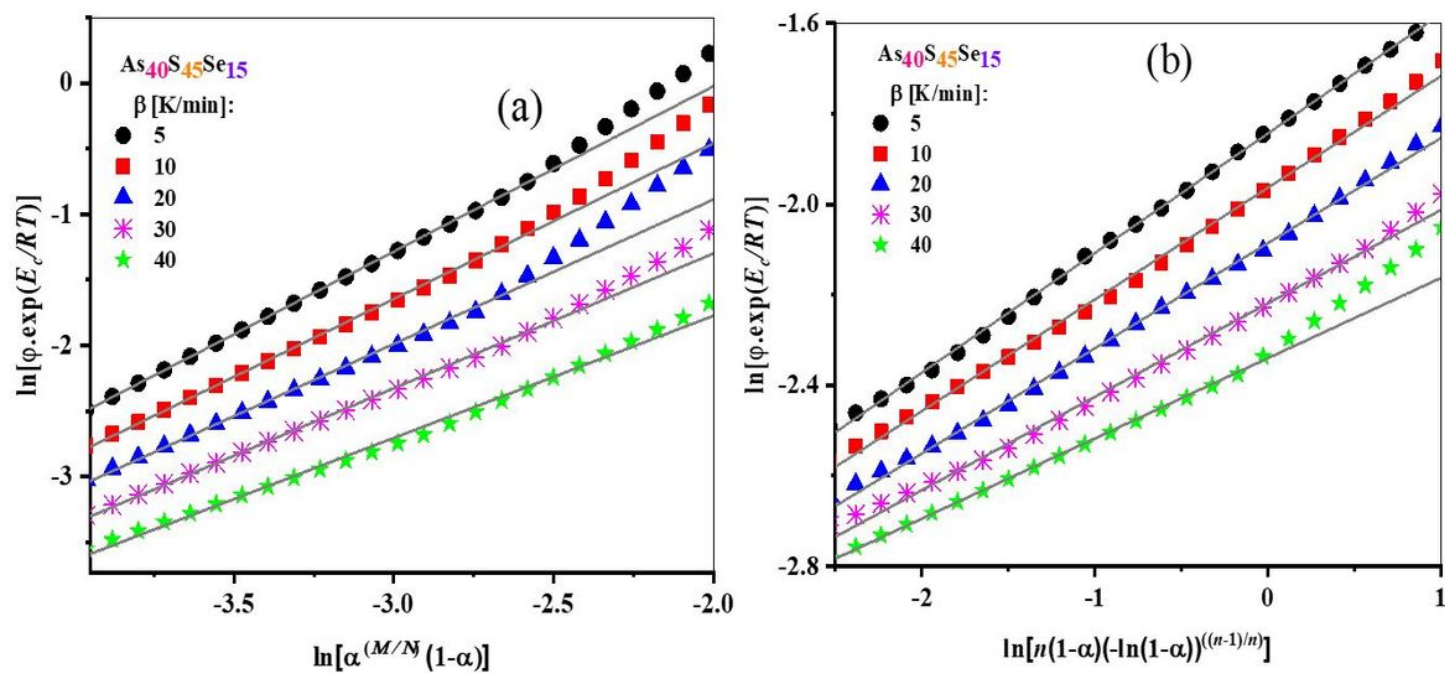 0
-1
-2
-3
ln[φ.exp(E_c/RT)]
As40S45Se15
β [K/min]:
5
10
20
30
40
(a)
-3.5
-3.0
-2.5
-2.0
ln[α^(M/N) (1-α)]
-1.6
-2.0
-2.4
-2.8
ln[φ.exp(E_c/RT)]
As40S45Se15
β [K/min]:
5
10
20
30
40
(b)
-2
-1
0
1
ln[n(1-α)(-ln(1-α))^((n-1)/n)]